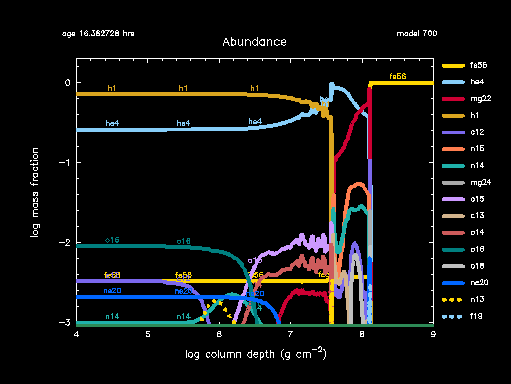 age 16.382728 hrs
model 700
Abundance
fe56
he4
mg22
h1
c12
n15
n14
mg24
o15
c13
o14
o16
o18
ne20
n13
f19
log mass fraction
0
−1
−2
−3
h1 h1 h1
he4 he4 he4
fe56
o16 o16
fe56 fe56
ne20
n14 n14
4 5 6 7 8 9
log column depth (g cm−2)